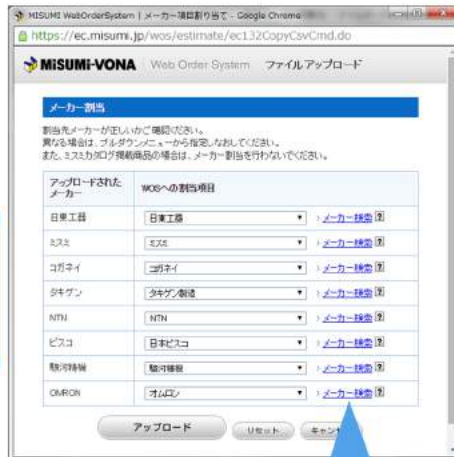 MISUMI WebOrderSystem | メーカー項目割り当て - Google Chrome
https://ec.misumi.jp/wos/estimate/ec132CopyCsvCmd.do
MiSUMi-VONA Web Order System ファイルアップロード
メーカー割当
割当先メーカーが正しいかご確認ください。
異なる場合は、プルダウンメニューから指定しなおしてください。
また、ミスミカタログ掲載商品の場合は、メーカー割当を行わないでください。
アップロードされたメーカー WOSへの割当項目
日東工器 日東工器 メーカー検索 ?
ミスミ ミスミ メーカー検索 ?
コガネイ コガネイ メーカー検索 ?
タキゲン タキゲン製造 メーカー検索 ?
NTN NTN メーカー検索 ?
ピスコ 日本ピスコ メーカー検索 ?
駿河精機 駿河精機 メーカー検索 ?
OMRON オムロン メーカー検索 ?
アップロード リセット キャンセ